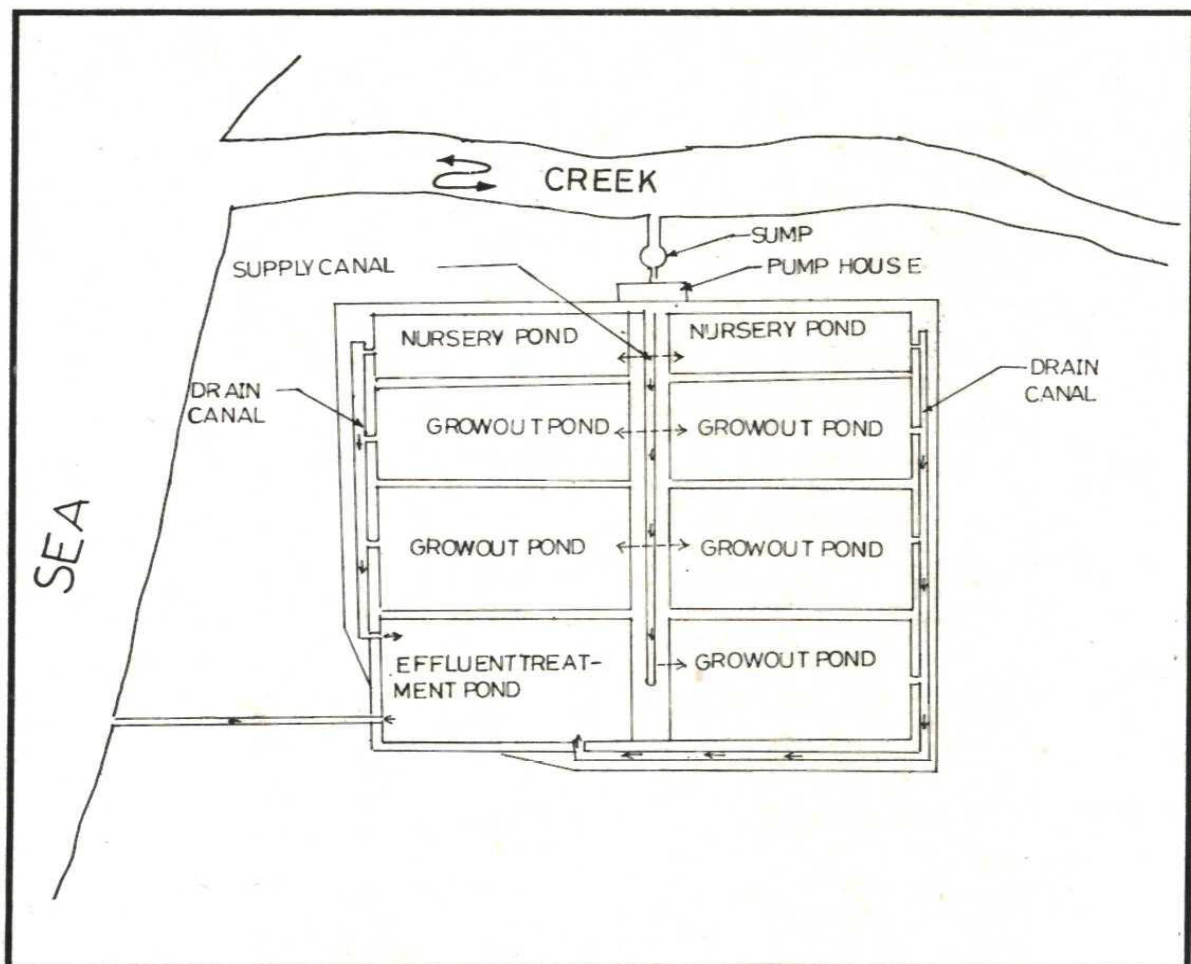 CREEK
SUMP
SUPPLY CANAL
PUMP HOUSE
NURSERY POND
NURSERY POND
DRAIN
CANAL
DRAIN
CANAL
GROWOUT POND
GROWOUT POND
SEA
GROWOUT POND
GROWOUT POND
EFFLUENT TREAT-
MENT POND
GROWOUT POND